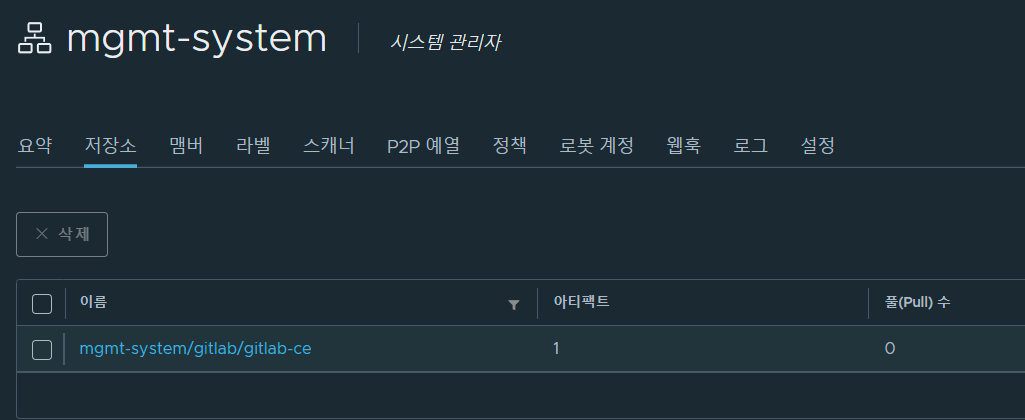 mgmt-system 시스템 관리자
요약 저장소 맴버 라벨 스캐너 P2P 예열 정책 로봇 계정 웹훅 로그 설정
삭제
이름 아티팩트 풀(Pull) 수
mgmt-system/gitlab/gitlab-ce 1 0